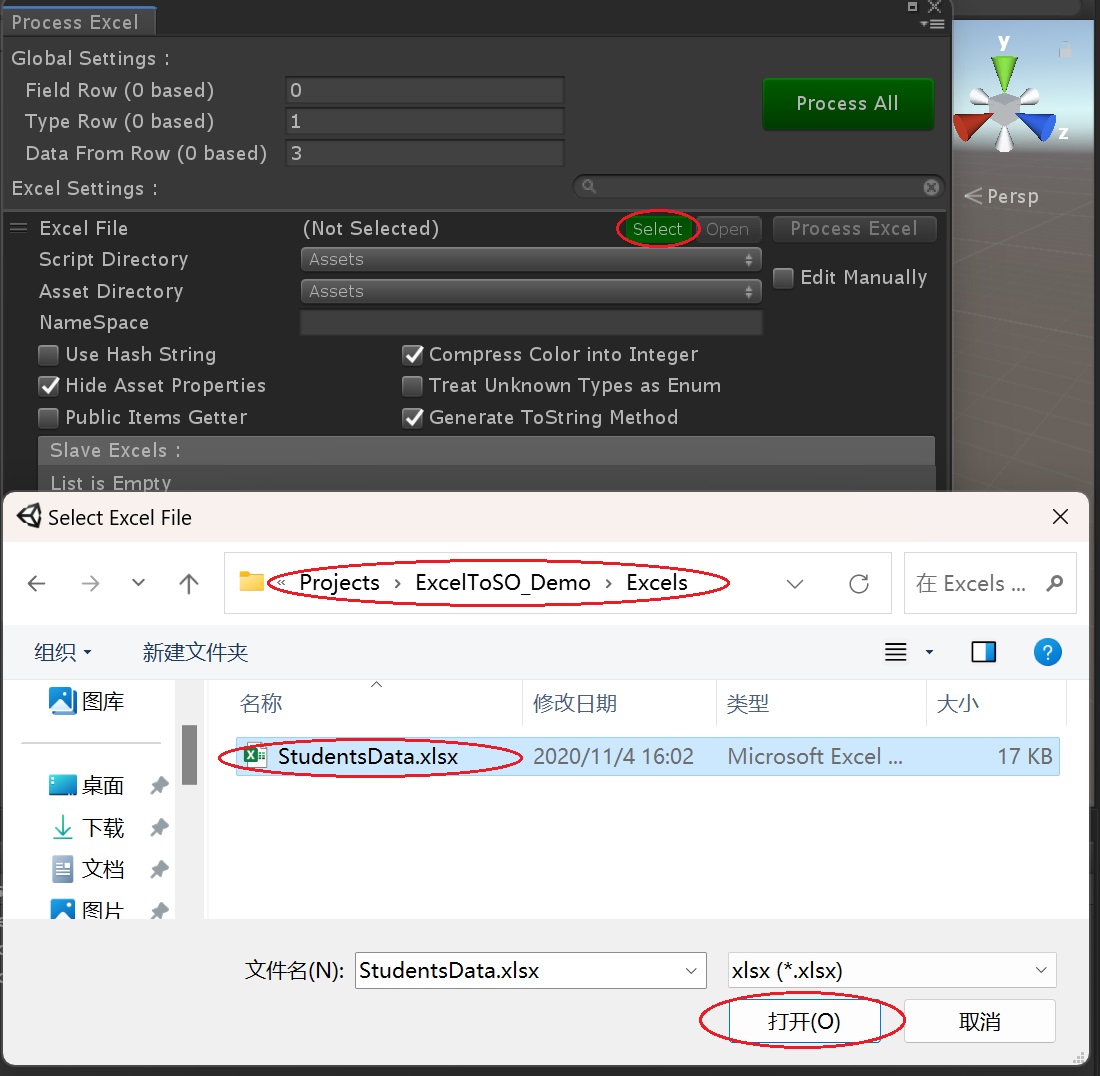 Process Excel
Global Settings :
Field Row (0 based) 0
Type Row (0 based) 1
Data From Row (0 based) 3
Process All
Excel Settings :
y
z
Persp
Excel File (Not Selected) Select Open Process Excel
Script Directory Assets
Asset Directory Assets
Edit Manually
NameSpace
Use Hash String Compress Color into Integer
Hide Asset Properties Treat Unknown Types as Enum
Public Items Getter Generate ToString Method
Slave Excels :
List is Empty
Select Excel File
« Projects › ExcelToSO_Demo › Excels 在 Excels ...
组织 新建文件夹 ?
图库 名称 修改日期 类型 大小
StudentsData.xlsx 2020/11/4 16:02 Microsoft Excel ... 17 KB
桌面
下载
文档
图片
文件名(N): StudentsData.xlsx xlsx (*.xlsx)
打开(O) 取消